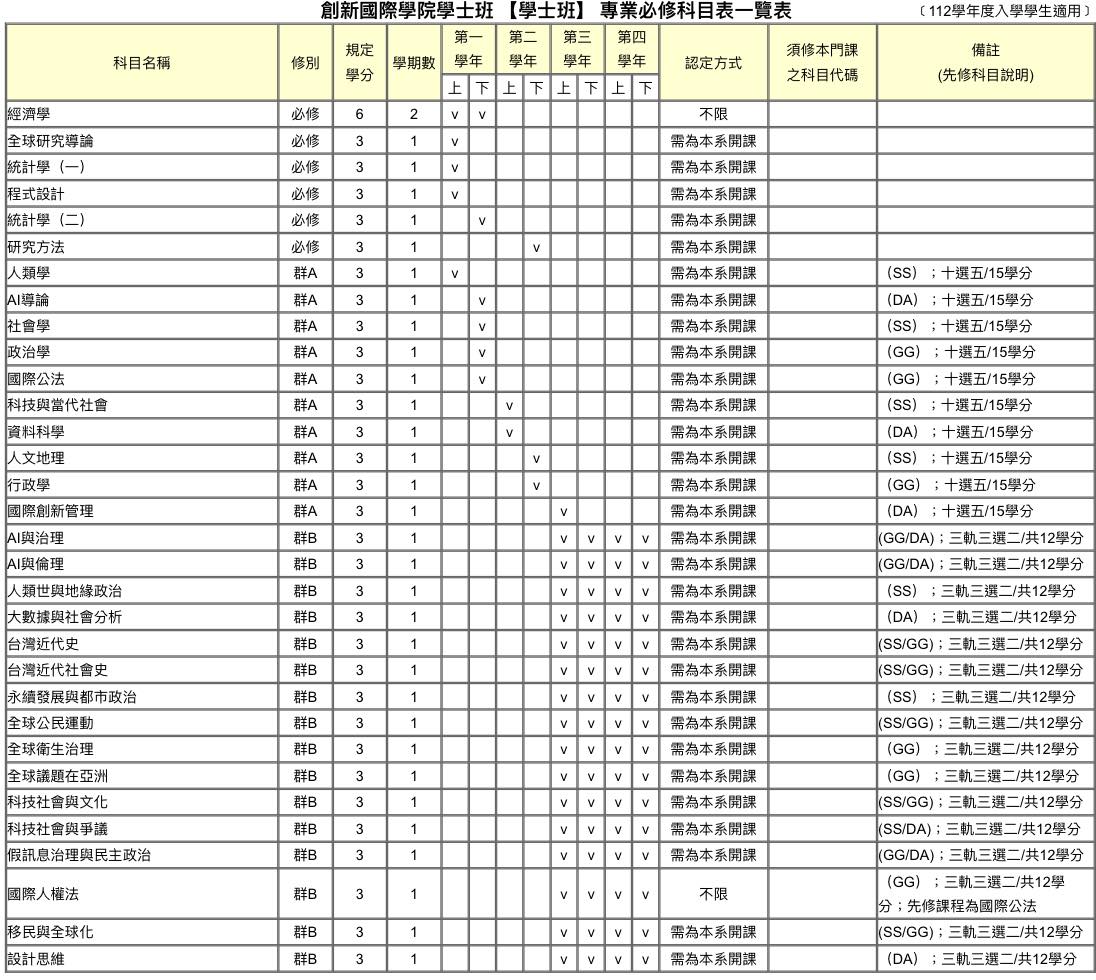 創新國際學院學士班 【學士班】 專業必修科目表一覽表 〔112學年度入學學生適用〕
科目名稱 修別 規定學分 學期數 第一學年 第二學年 第三學年 第四學年 認定方式 須修本門課之科目代碼 備註(先修科目說明)
上 下 上 下 上 下 上 下
經濟學 必修 6 2 v v 不限
全球研究導論 必修 3 1 v 需為本系開課
統計學（一） 必修 3 1 v 需為本系開課
程式設計 必修 3 1 v 需為本系開課
統計學（二） 必修 3 1 v 需為本系開課
研究方法 必修 3 1 v 需為本系開課
人類學 群A 3 1 v 需為本系開課 （SS）；十選五/15學分
AI導論 群A 3 1 v 需為本系開課 （DA）；十選五/15學分
社會學 群A 3 1 v 需為本系開課 （SS）；十選五/15學分
政治學 群A 3 1 v 需為本系開課 （GG）；十選五/15學分
國際公法 群A 3 1 v 需為本系開課 （GG）；十選五/15學分
科技與當代社會 群A 3 1 v 需為本系開課 （SS）；十選五/15學分
資料科學 群A 3 1 v 需為本系開課 （DA）；十選五/15學分
人文地理 群A 3 1 v 需為本系開課 （SS）；十選五/15學分
行政學 群A 3 1 v 需為本系開課 （GG）；十選五/15學分
國際創新管理 群A 3 1 v 需為本系開課 （DA）；十選五/15學分
AI與治理 群B 3 1 v v v v 需為本系開課 (GG/DA)；三軌三選二/共12學分
AI與倫理 群B 3 1 v v v v 需為本系開課 (GG/DA)；三軌三選二/共12學分
人類世與地緣政治 群B 3 1 v v v v 需為本系開課 （SS）；三軌三選二/共12學分
大數據與社會分析 群B 3 1 v v v v 需為本系開課 （DA）；三軌三選二/共12學分
台灣近代史 群B 3 1 v v v v 需為本系開課 (SS/GG)；三軌三選二/共12學分
台灣近代社會史 群B 3 1 v v v v 需為本系開課 (SS/GG)；三軌三選二/共12學分
永續發展與都市政治 群B 3 1 v v v v 需為本系開課 （SS）；三軌三選二/共12學分
全球公民運動 群B 3 1 v v v v 需為本系開課 (SS/GG)；三軌三選二/共12學分
全球衛生治理 群B 3 1 v v v v 需為本系開課 （GG）；三軌三選二/共12學分
全球議題在亞洲 群B 3 1 v v v v 需為本系開課 （GG）；三軌三選二/共12學分
科技社會與文化 群B 3 1 v v v v 需為本系開課 (SS/GG)；三軌三選二/共12學分
科技社會與爭議 群B 3 1 v v v v 需為本系開課 (SS/DA)；三軌三選二/共12學分
假訊息治理與民主政治 群B 3 1 v v v v 需為本系開課 (GG/DA)；三軌三選二/共12學分
國際人權法 群B 3 1 v v v v 不限 （GG）；三軌三選二/共12學
分；先修課程為國際公法
移民與全球化 群B 3 1 v v v v 需為本系開課 (SS/GG)；三軌三選二/共12學分
設計思維 群B 3 1 v v v v 需為本系開課 （DA）；三軌三選二/共12學分